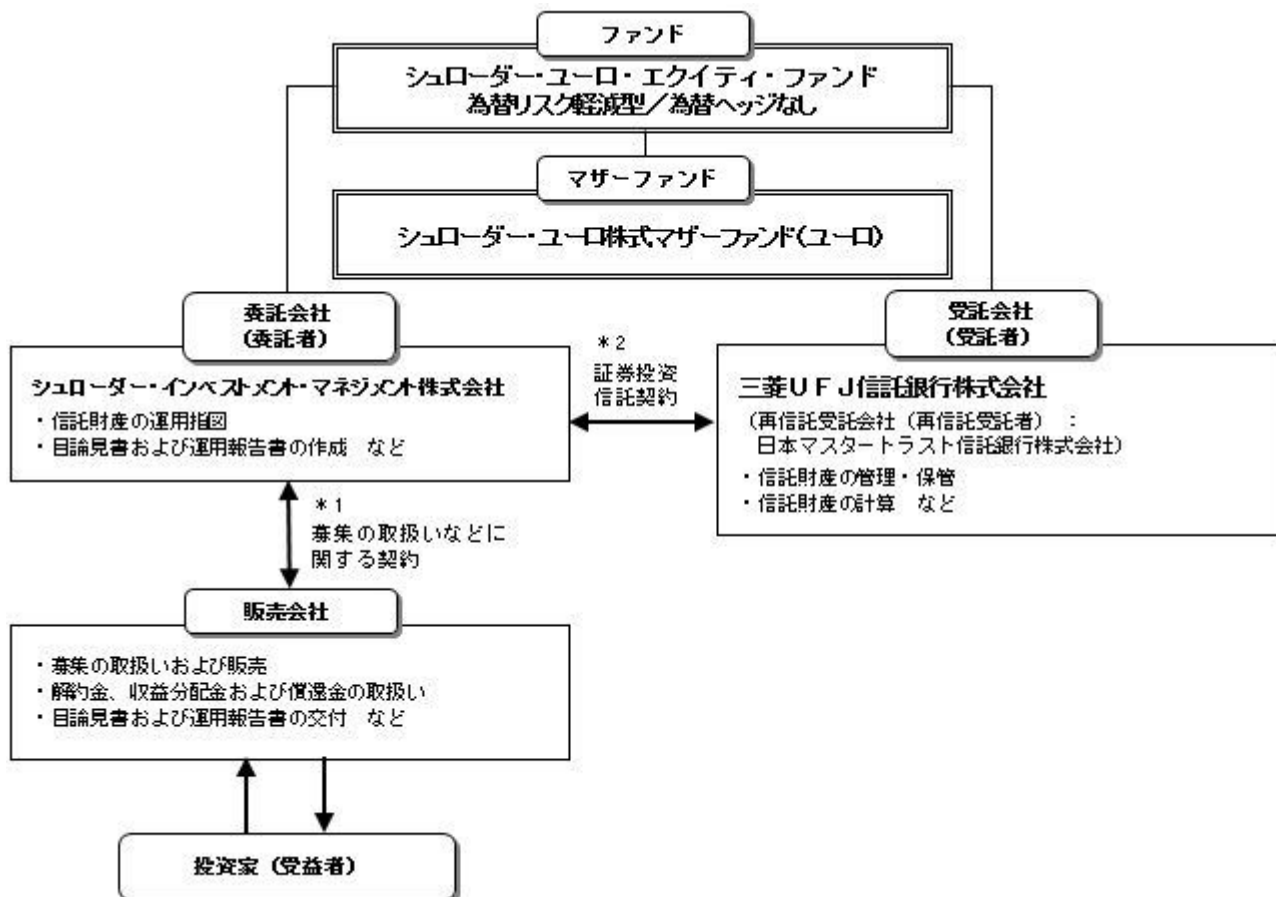 ファンド
シュローダー・ユーロ・エクイティ・ファンド
為替リスク軽減型／為替ヘッジなし
マザーファンド
シュローダー・ユーロ株式マザーファンド(ユーロ)
委託会社
(委託者)
シュローダー・インベストメント・マネジメント株式会社
・信託財産の運用指図
・目論見書および運用報告書の作成　など
＊2
証券投資
信託契約
受託会社
(受託者)
三菱ＵＦＪ信託銀行株式会社
（再信託受託会社（再信託受託者）：
日本マスタートラスト信託銀行株式会社）
・信託財産の管理・保管
・信託財産の計算　など
＊1
募集の取扱いなどに
関する契約
販売会社
・募集の取扱いおよび販売
・解約金、収益分配金および償還金の取扱い
・目論見書および運用報告書の交付　など
投資家（受益者）